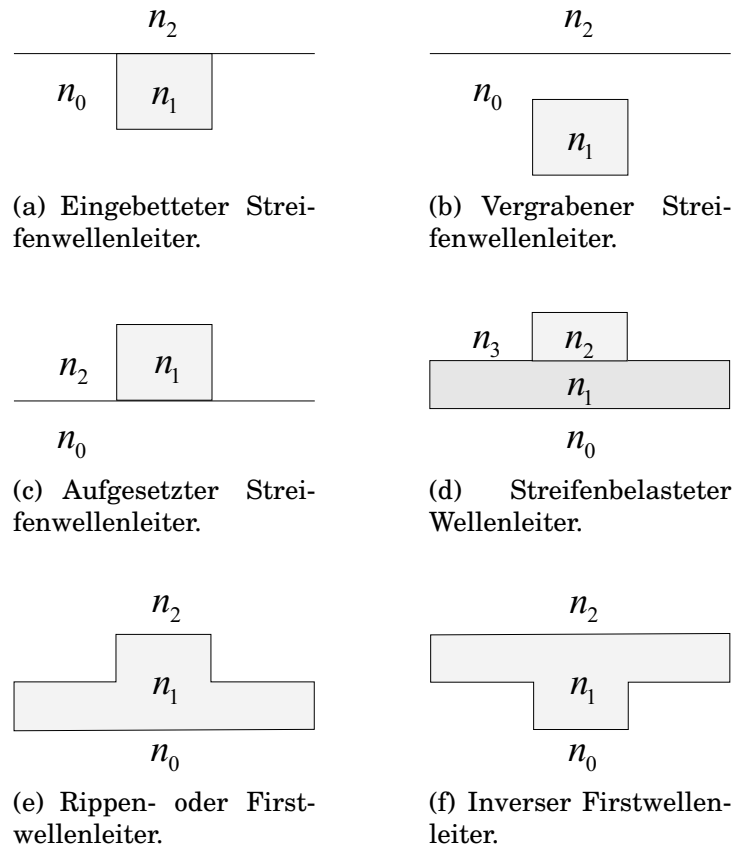 n2
n0 n1
(a) Eingebetteter Strei-
fenwellenleiter.
n2
n0
n1
(b) Vergrabener Strei-
fenwellenleiter.
n2 n1
n0
(c) Aufgesetzter Strei-
fenwellenleiter.
n3 n2
n1
n0
(d) Streifenbelasteter
Wellenleiter.
n2
n1
n0
(e) Rippen- oder First-
wellenleiter.
n2
n1
n0
(f) Inverser Firstwellen-
leiter.